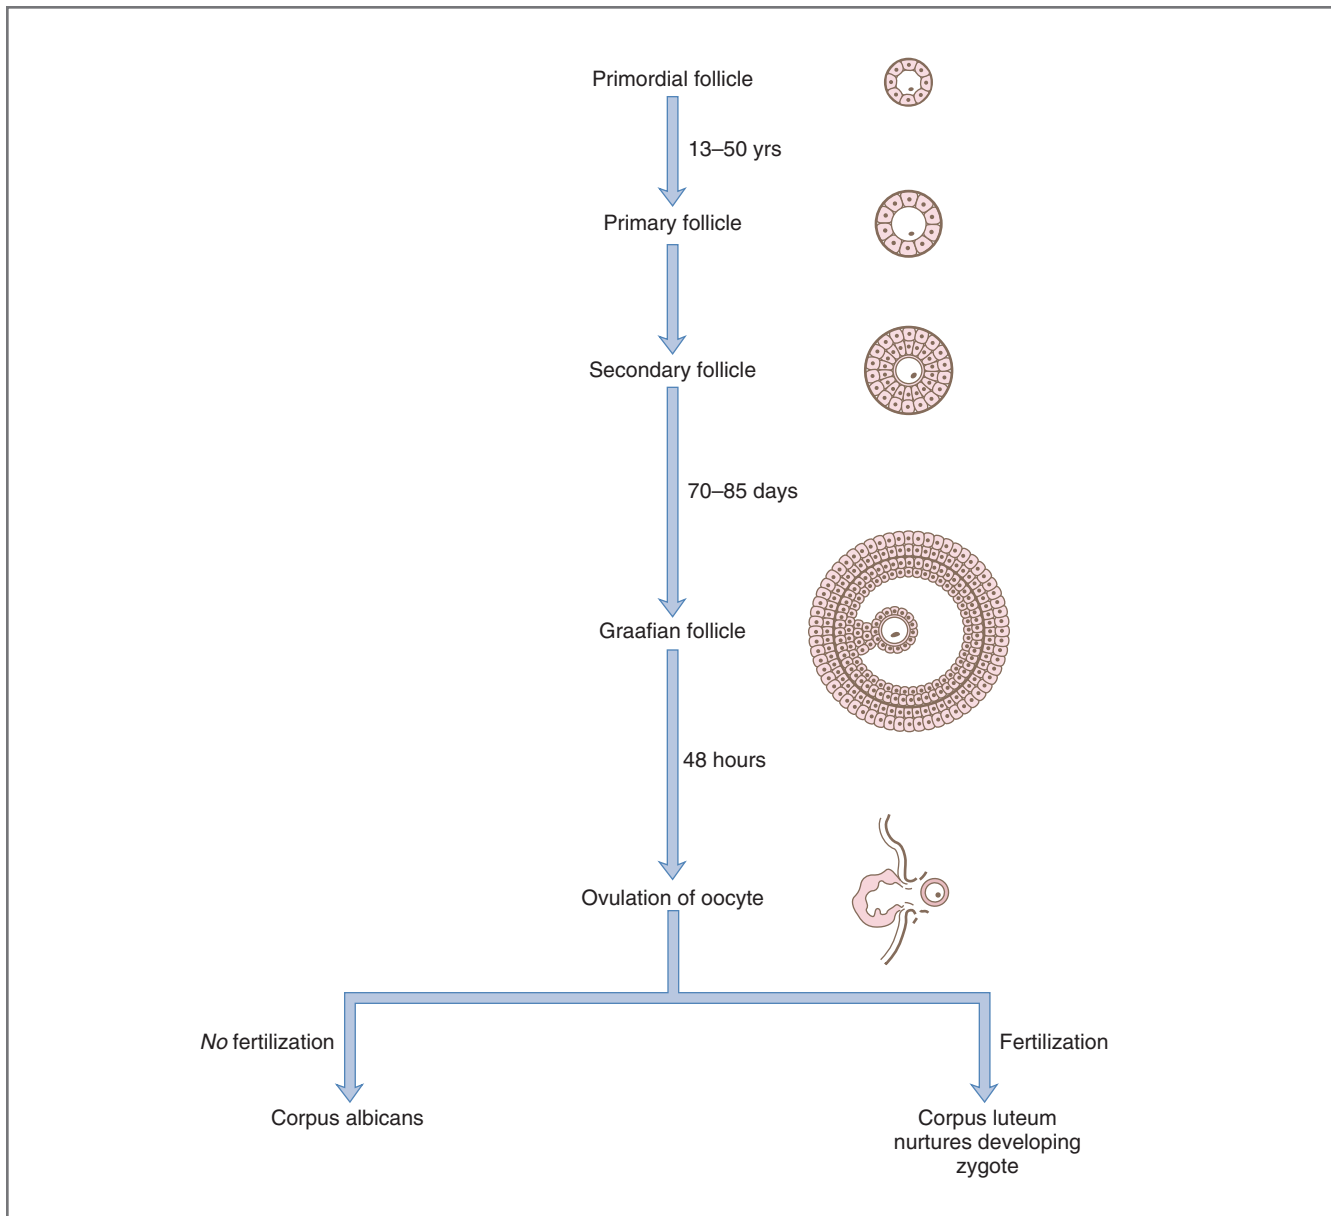 Primordial follicle
13–50 yrs
Primary follicle
Secondary follicle
70–85 days
Graafian follicle
48 hours
Ovulation of oocyte
No fertilization
Fertilization
Corpus albicans
Corpus luteum
nurtures developing
zygote